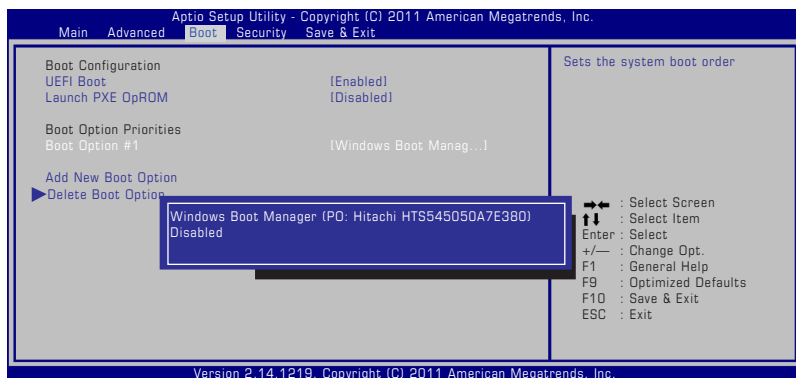 Aptio Setup Utility - Copyright (C) 2011 American Megatrends, Inc.
Main Advanced Boot Security Save & Exit
Boot Configuration
UEFI Boot [Enabled]
Launch PXE OpROM [Disabled]
Boot Option Priorities
Boot Option #1 [Windows Boot Manag...]
Add New Boot Option
Delete Boot Option
Windows Boot Manager (PO: Hitachi HTS545050A7E380)
Disabled
Sets the system boot order
→← : Select Screen
↑↓ : Select Item
Enter : Select
+/— : Change Opt.
F1 : General Help
F9 : Optimized Defaults
F10 : Save & Exit
ESC : Exit
Version 2.14.1219. Copyright (C) 2011 American Megatrends, Inc.